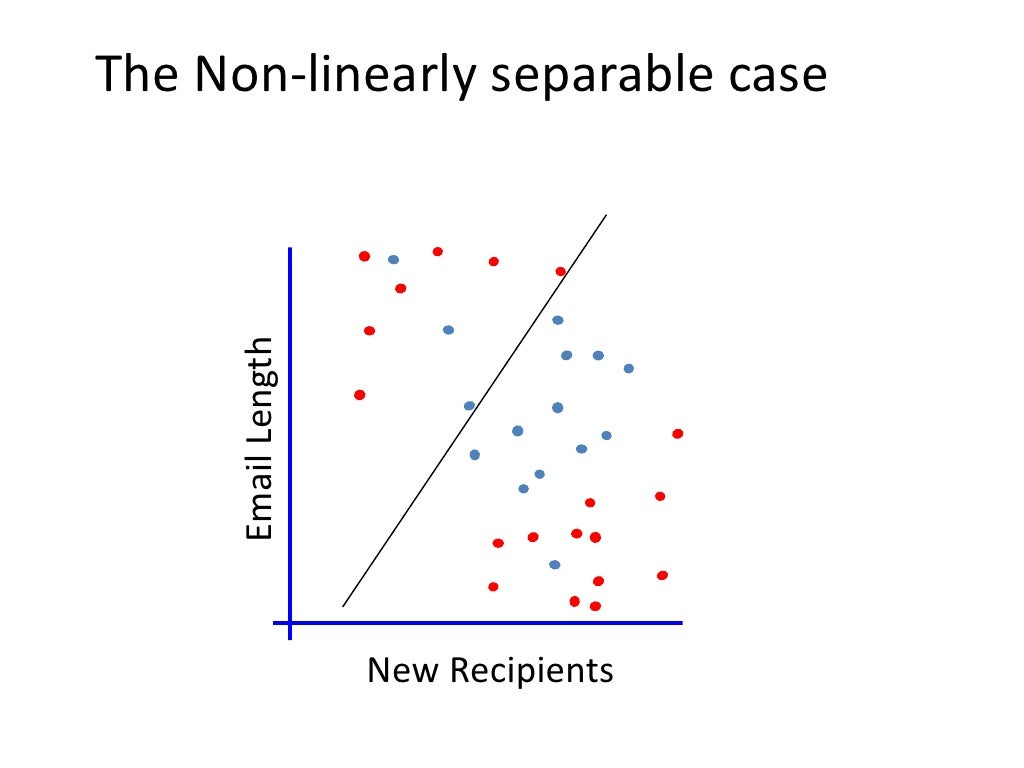 The Non-linearly separable case
Email Length
New Recipients